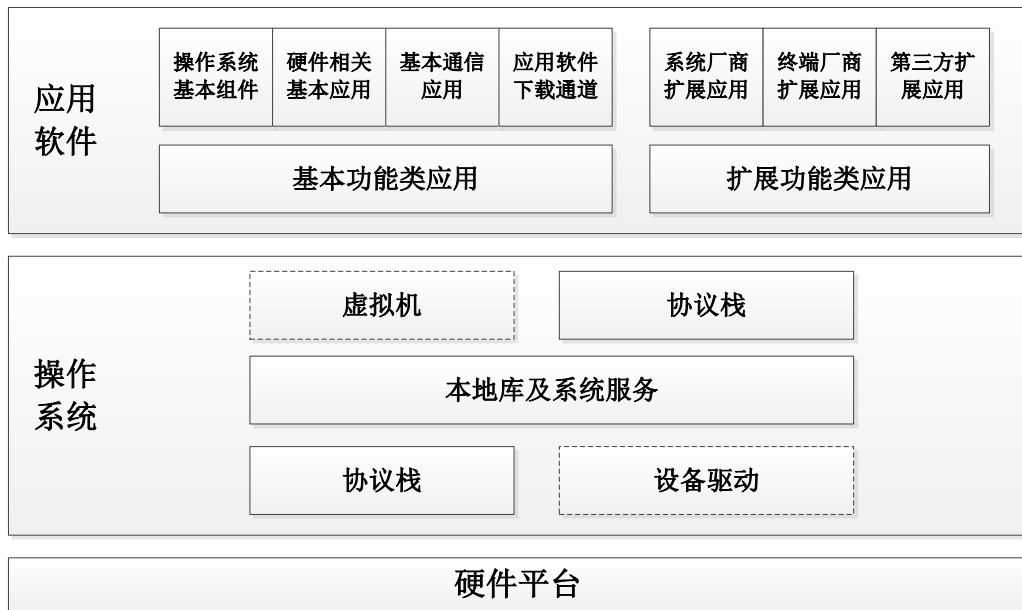 应用
软件
操作系统
基本组件
硬件相关
基本应用
基本通信
应用
应用软件
下载通道
系统厂商
扩展应用
终端厂商
扩展应用
第三方扩
展应用
基本功能类应用
扩展功能类应用
操作
系统
虚拟机
协议栈
本地库及系统服务
协议栈
设备驱动
硬件平台